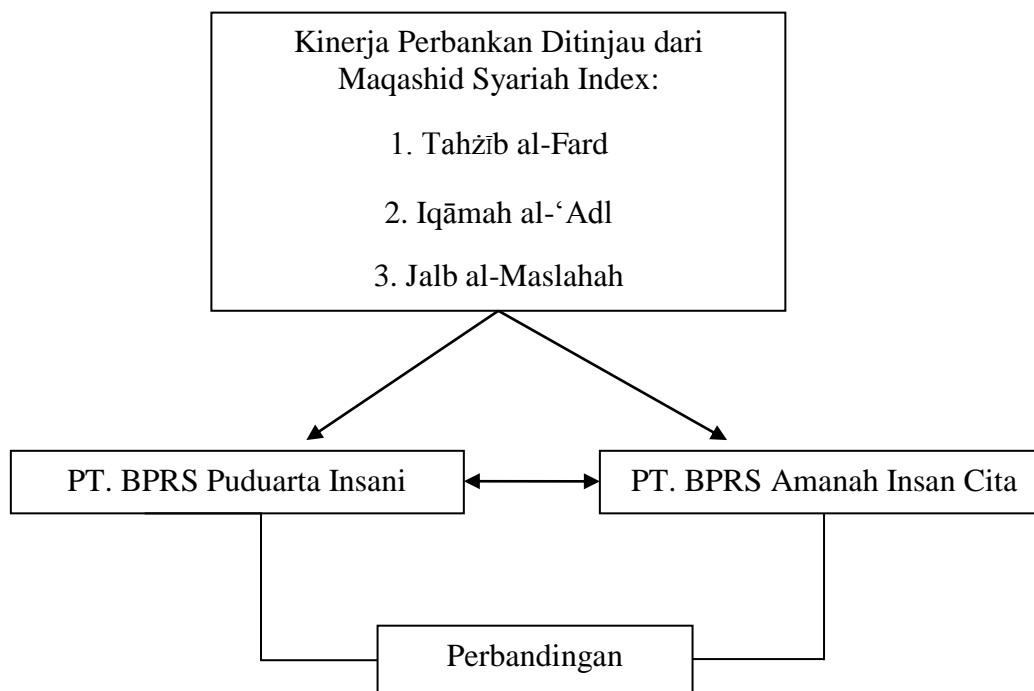 Kinerja Perbankan Ditinjau dari
Maqashid Syariah Index:
1. Tahżīb al-Fard
2. Iqāmah al-‘Adl
3. Jalb al-Maslahah
PT. BPRS Puduarta Insani
PT. BPRS Amanah Insan Cita
Perbandingan